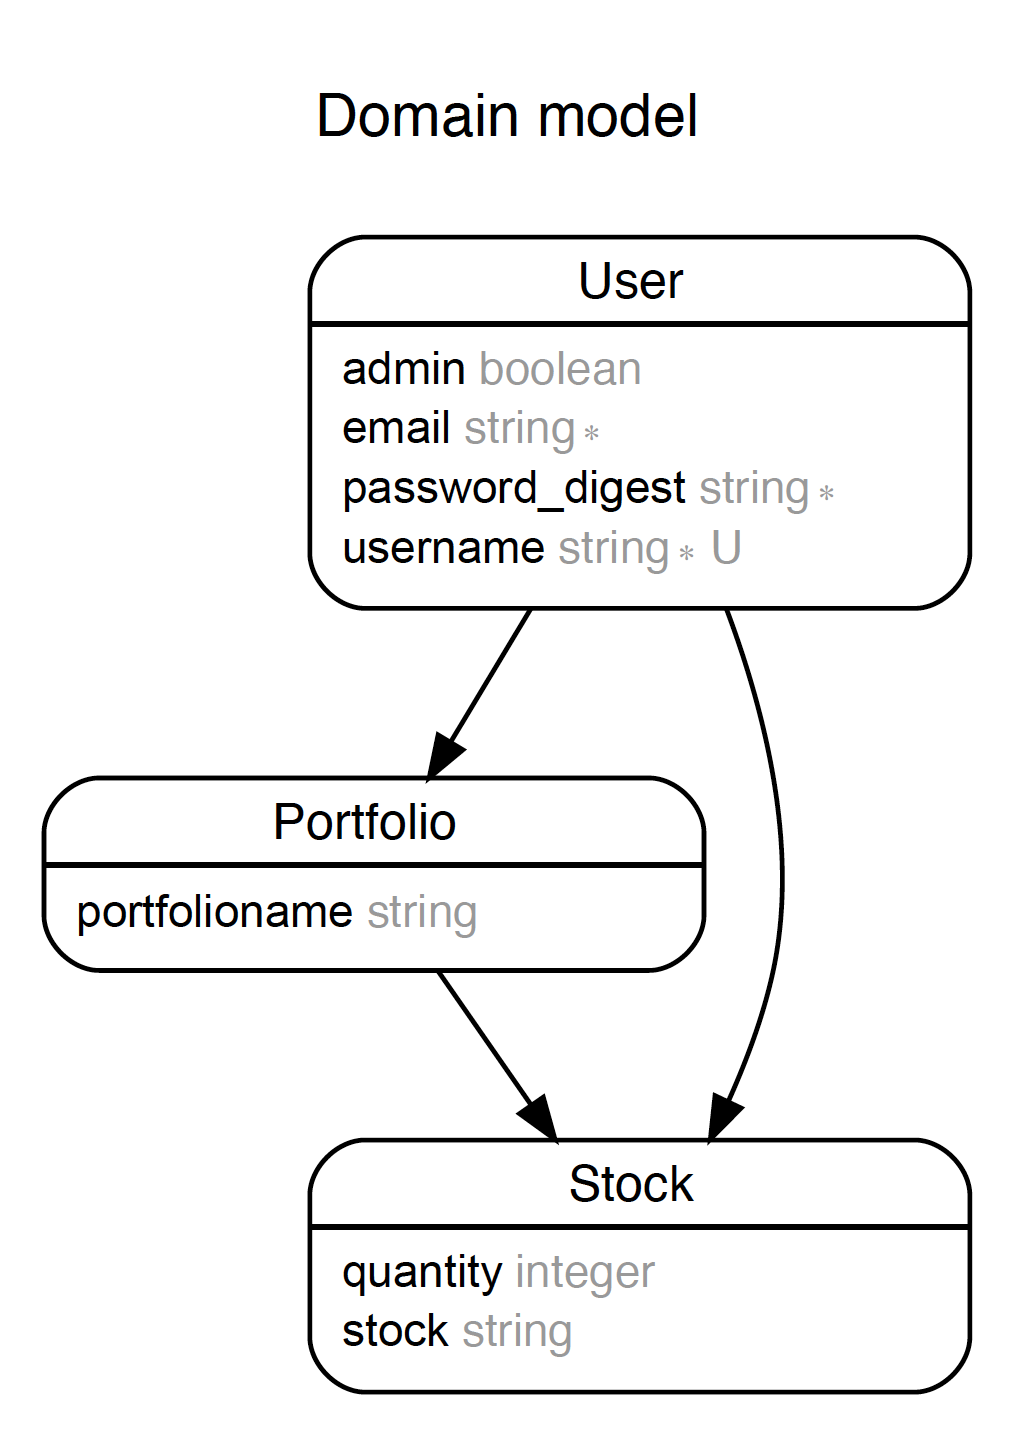 Domain model
User
admin boolean
email string *
password_digest string *
username string * U
Portfolio
portfolioname string
Stock
quantity integer
stock string